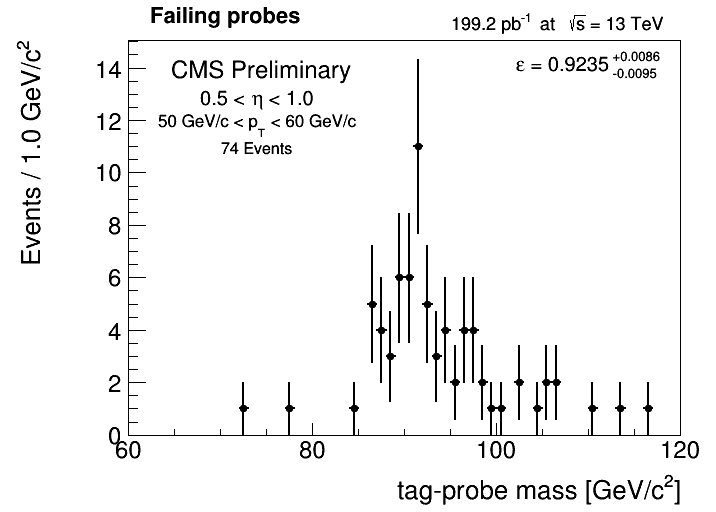 Failing probes
199.2 pb⁻¹ at √s = 13 TeV
CMS Preliminary
0.5 < η < 1.0
50 GeV/c < p_T < 60 GeV/c
74 Events
ε = 0.9235 +0.0086 -0.0095
Events / 1.0 GeV/c²
14
12
10
8
6
4
2
0
60 80 100 120
tag-probe mass [GeV/c²]